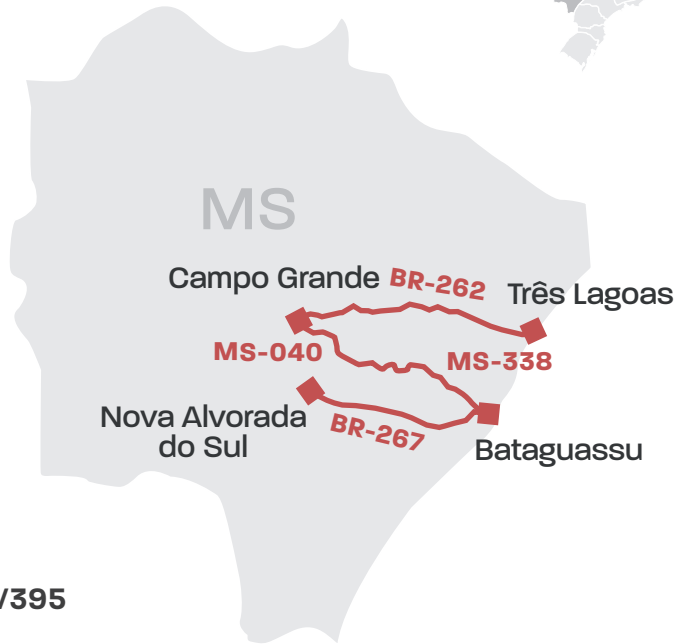 MS
Campo Grande
BR-262
Três Lagoas
MS-040
MS-338
Nova Alvorada
do Sul
BR-267
Bataguassu
/395